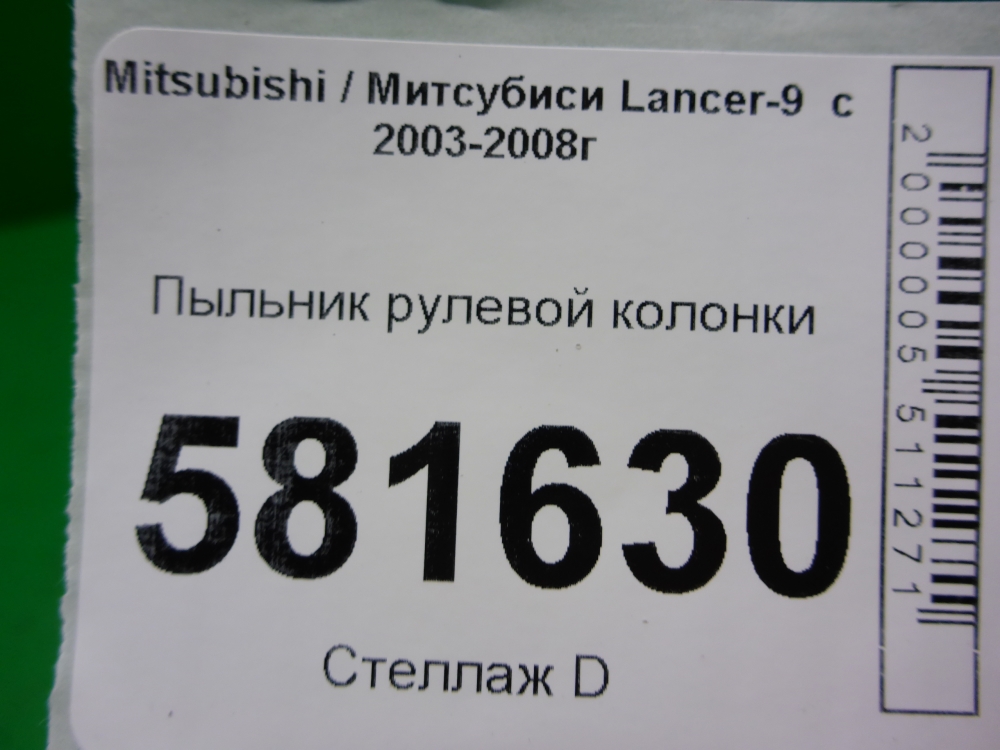 Mitsubishi / Митсубиси Lancer-9 с
2003-2008г
Пыльник рулевой колонки
581630
Стеллаж D
2000005511271